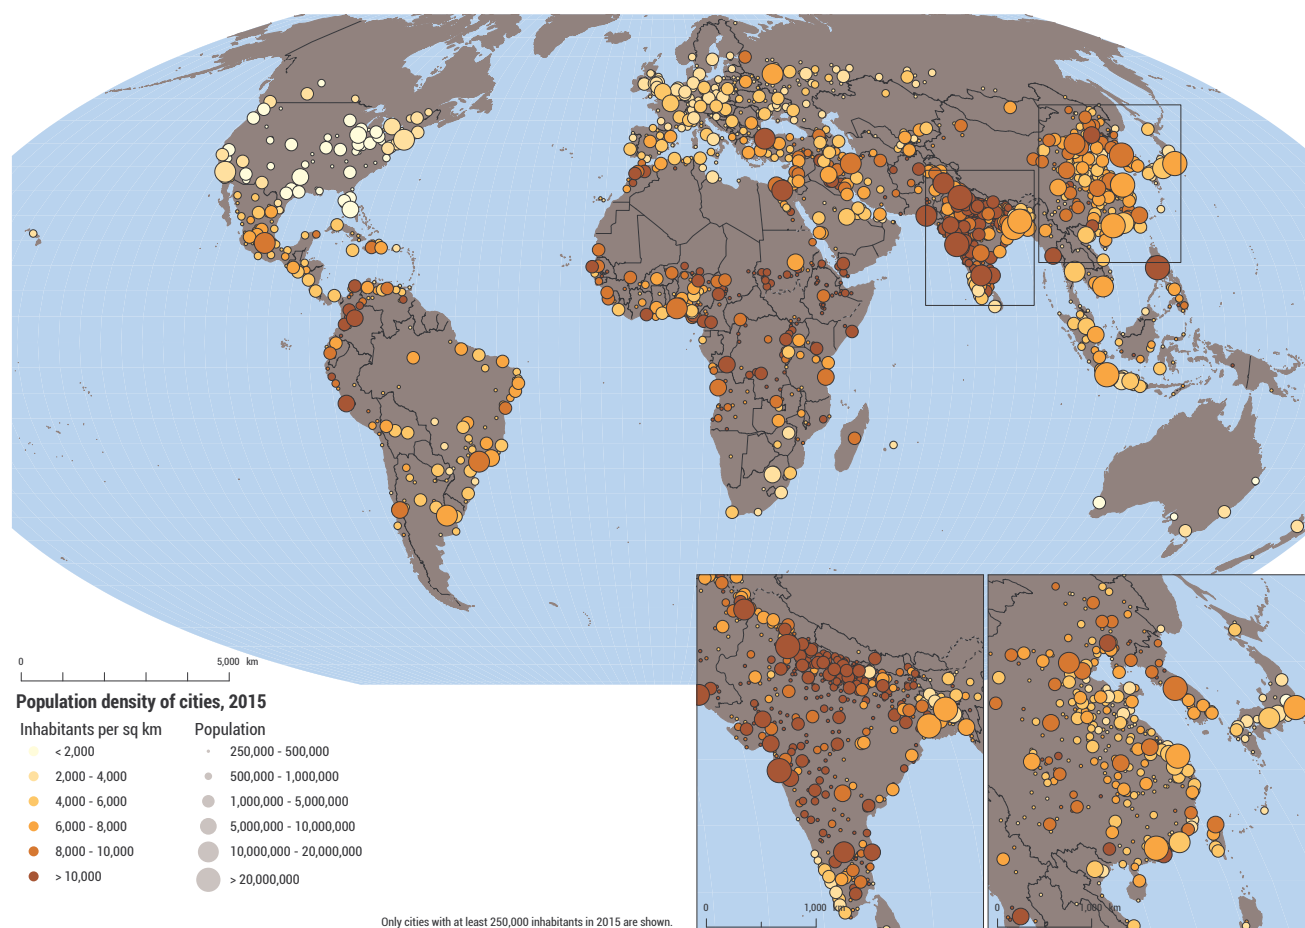 0 5,000 km
Population density of cities, 2015
Inhabitants per sq km Population
< 2,000 250,000 - 500,000
2,000 - 4,000 500,000 - 1,000,000
4,000 - 6,000 1,000,000 - 5,000,000
6,000 - 8,000 5,000,000 - 10,000,000
8,000 - 10,000 10,000,000 - 20,000,000
> 10,000 > 20,000,000
0 1,000 km
0 1,000 km
Only cities with at least 250,000 inhabitants in 2015 are shown.